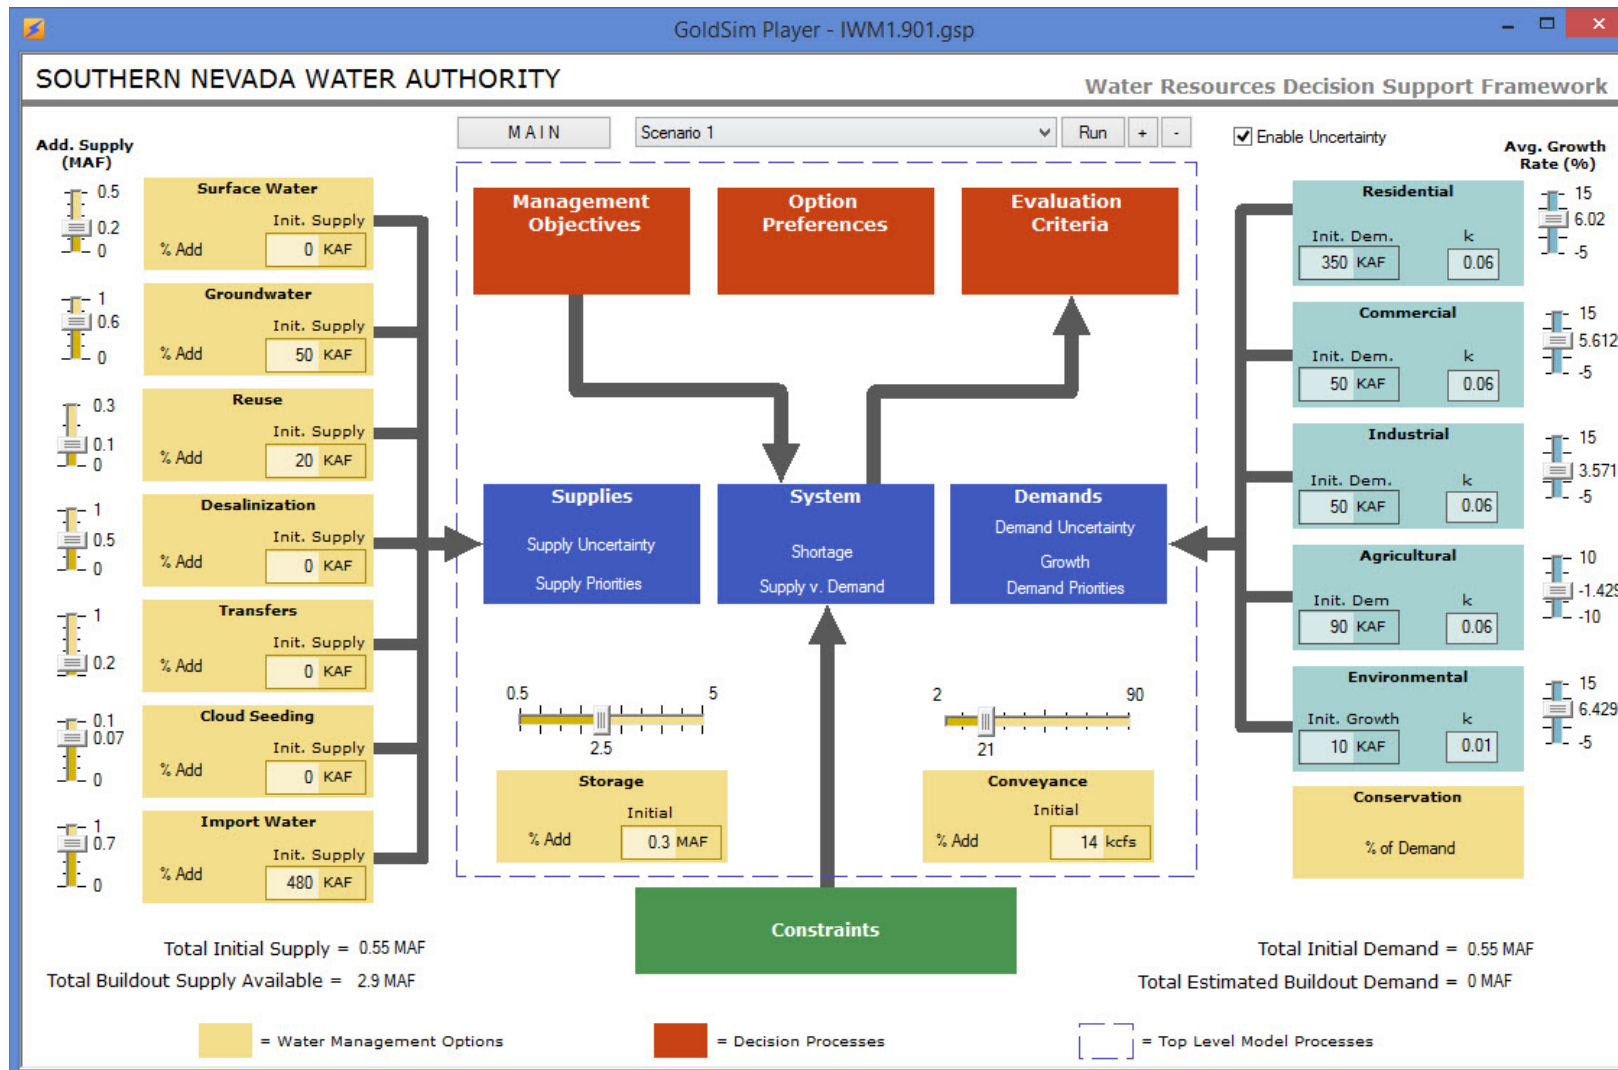 GoldSim Player - IWM1.901.gsp
SOUTHERN NEVADA WATER AUTHORITY
Water Resources Decision Support Framework
MAIN
Scenario 1
Run
+
-
Enable Uncertainty
Add. Supply
(MAF)
0.5
0.2
0
Surface Water
Init. Supply
% Add
0 KAF
1
0.6
0
Groundwater
Init. Supply
% Add
50 KAF
0.3
0.1
0
Reuse
Init. Supply
% Add
20 KAF
1
0.5
0
Desalinization
Init. Supply
% Add
0 KAF
1
0.2
Transfers
Init. Supply
% Add
0 KAF
0.1
0.07
0
Cloud Seeding
Init. Supply
% Add
0 KAF
1
0.7
0
Import Water
Init. Supply
% Add
480 KAF
Total Initial Supply = 0.55 MAF
Total Buildout Supply Available = 2.9 MAF
Management
Objectives
Option
Preferences
Evaluation
Criteria
Supplies
Supply Uncertainty
Supply Priorities
System
Shortage
Supply v. Demand
Demands
Demand Uncertainty
Growth
Demand Priorities
0.5
5
2.5
Storage
Initial
% Add
0.3 MAF
2
90
21
Conveyance
Initial
% Add
14 kcfs
Constraints
Avg. Growth
Rate (%)
Residential
Init. Dem.
k
350 KAF
0.06
15
6.02
-5
Commercial
Init. Dem.
k
50 KAF
0.06
15
5.612
-5
Industrial
Init. Dem.
k
50 KAF
0.06
15
3.571
-5
Agricultural
Init. Dem
k
90 KAF
0.06
10
-1.429
-10
Environmental
Init. Growth
k
10 KAF
0.01
15
6.429
-5
Conservation
% of Demand
Total Initial Demand = 0.55 MAF
Total Estimated Buildout Demand = 0 MAF
= Water Management Options
= Decision Processes
= Top Level Model Processes